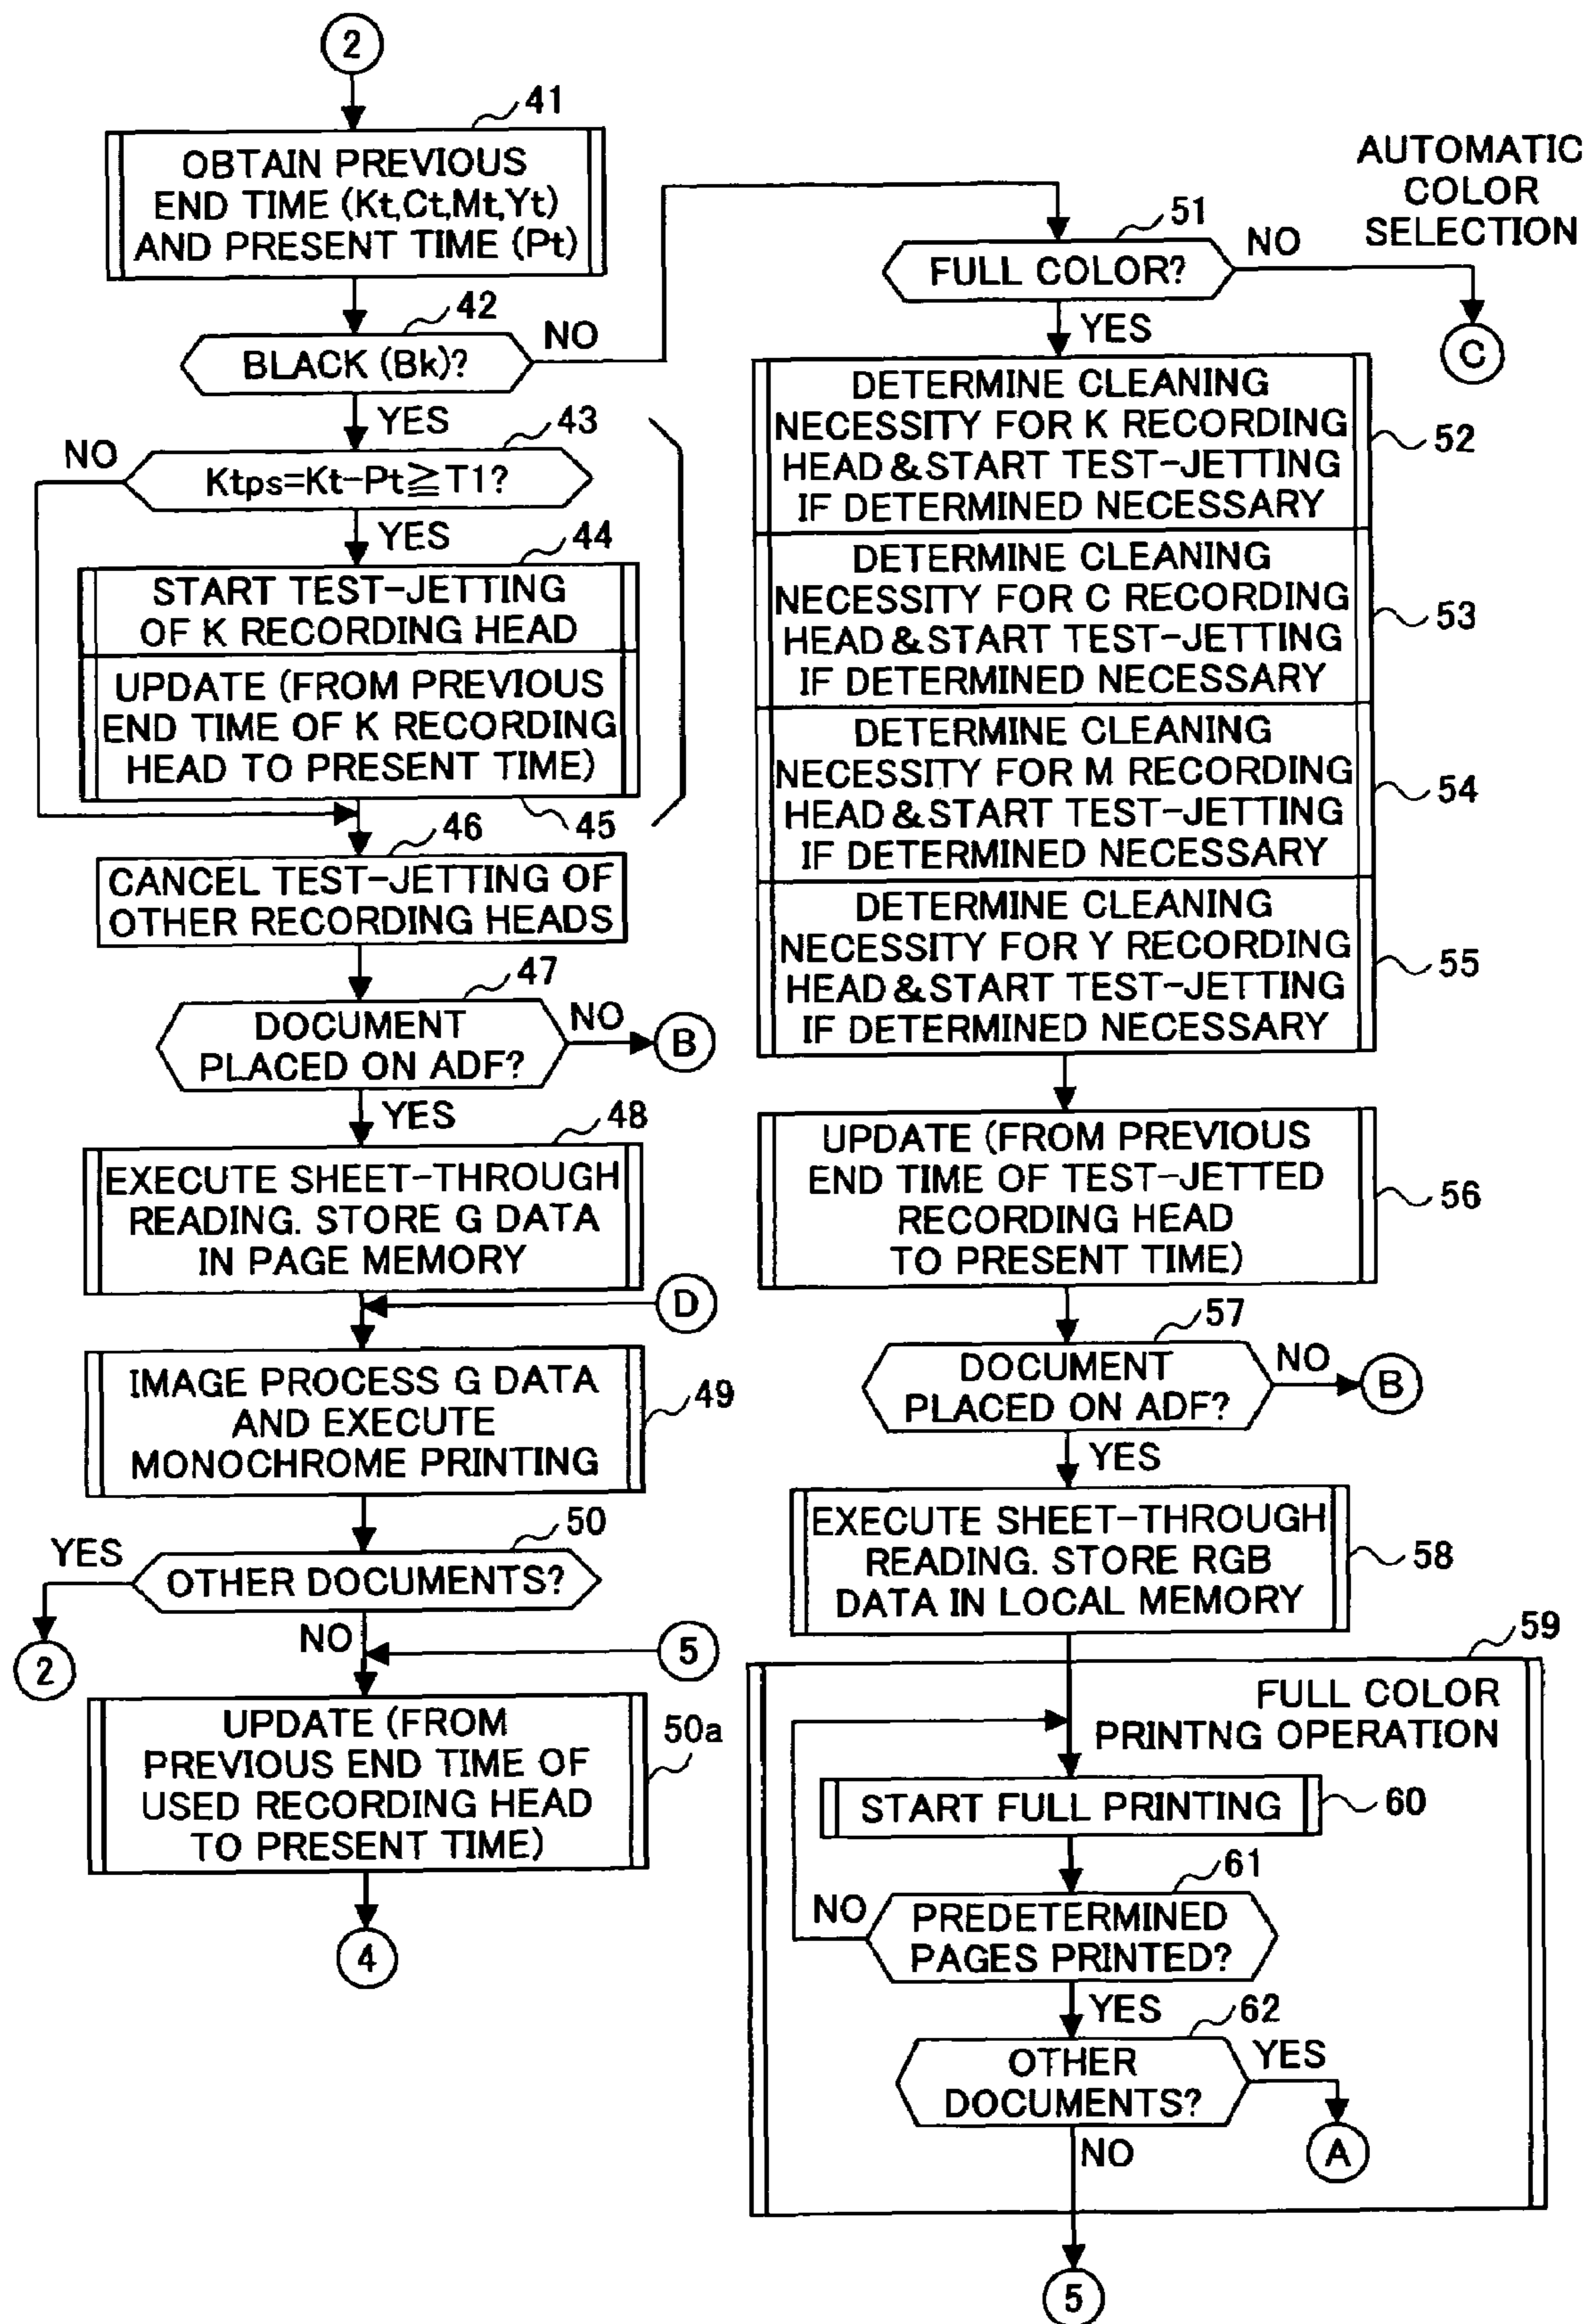 2
41
OBTAIN PREVIOUS
END TIME (Kt,Ct,Mt,Yt)
AND PRESENT TIME (Pt)
42
BLACK (Bk)?
NO
YES
43
NO
Ktps=Kt-Pt≧T1?
YES
44
START TEST-JETTING
OF K RECORDING HEAD
UPDATE (FROM PREVIOUS
END TIME OF K RECORDING
HEAD TO PRESENT TIME)
45
46
CANCEL TEST-JETTING OF
OTHER RECORDING HEADS
47
DOCUMENT
PLACED ON ADF?
NO
B
YES
48
EXECUTE SHEET-THROUGH
READING. STORE G DATA
IN PAGE MEMORY
D
IMAGE PROCESS G DATA
AND EXECUTE
MONOCHROME PRINTING
49
50
YES
OTHER DOCUMENTS?
2
NO
5
UPDATE (FROM
PREVIOUS END TIME OF
USED RECORDING HEAD
TO PRESENT TIME)
50a
4
AUTOMATIC
COLOR
SELECTION
51
FULL COLOR?
NO
C
YES
DETERMINE CLEANING
NECESSITY FOR K RECORDING
HEAD&START TEST-JETTING
IF DETERMINED NECESSARY
52
DETERMINE CLEANING
NECESSITY FOR C RECORDING
HEAD&START TEST-JETTING
IF DETERMINED NECESSARY
53
DETERMINE CLEANING
NECESSITY FOR M RECORDING
HEAD&START TEST-JETTING
IF DETERMINED NECESSARY
54
DETERMINE CLEANING
NECESSITY FOR Y RECORDING
HEAD&START TEST-JETTING
IF DETERMINED NECESSARY
55
UPDATE (FROM PREVIOUS
END TIME OF TEST-JETTED
RECORDING HEAD
TO PRESENT TIME)
56
57
DOCUMENT
PLACED ON ADF?
NO
B
YES
EXECUTE SHEET-THROUGH
READING. STORE RGB
DATA IN LOCAL MEMORY
58
59
FULL COLOR
PRINTNG OPERATION
START FULL PRINTING
60
61
NO
PREDETERMINED
PAGES PRINTED?
YES
62
OTHER
DOCUMENTS?
YES
A
NO
5